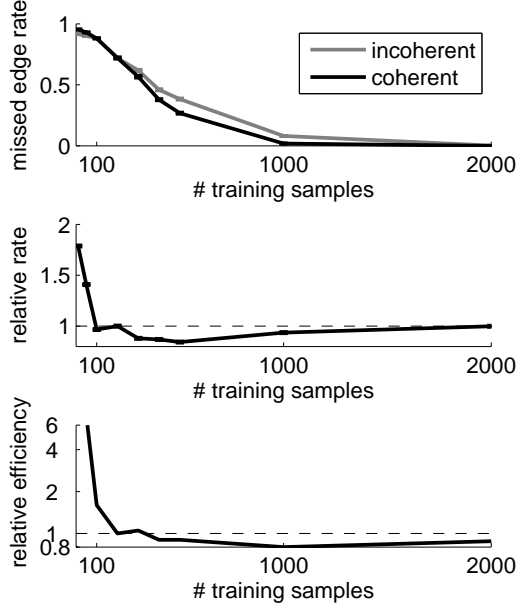 missed edge rate
1
0.5
0
incoherent
coherent
100
1000
2000
# training samples
relative rate
2
1.5
1
100
1000
2000
# training samples
relative efficiency
6
4
2
1
0.8
100
1000
2000
# training samples